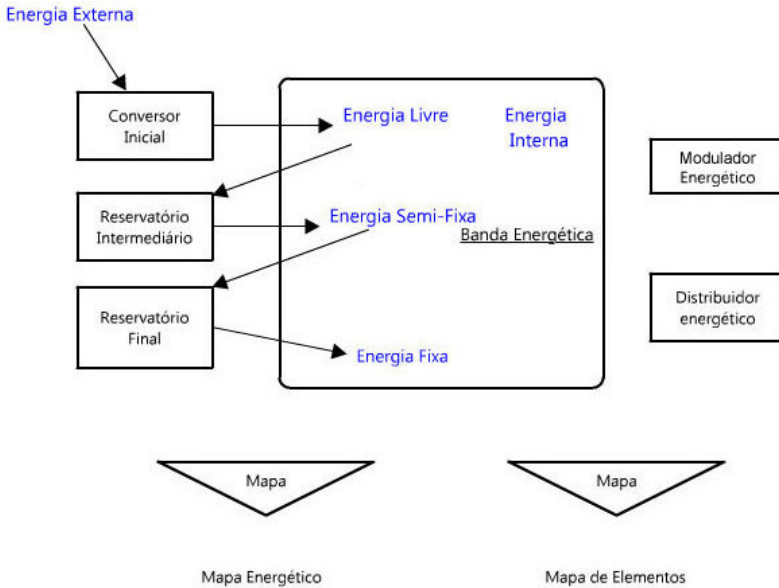 Energia Externa
Conversor
Inicial
Energia Livre
Energia
Interna
Modulador
Energético
Reservatório
Intermediário
Energia Semi-Fixa
Banda Energética
Reservatório
Final
Distribuidor
energético
Energia Fixa
Mapa
Mapa
Mapa Energético
Mapa de Elementos